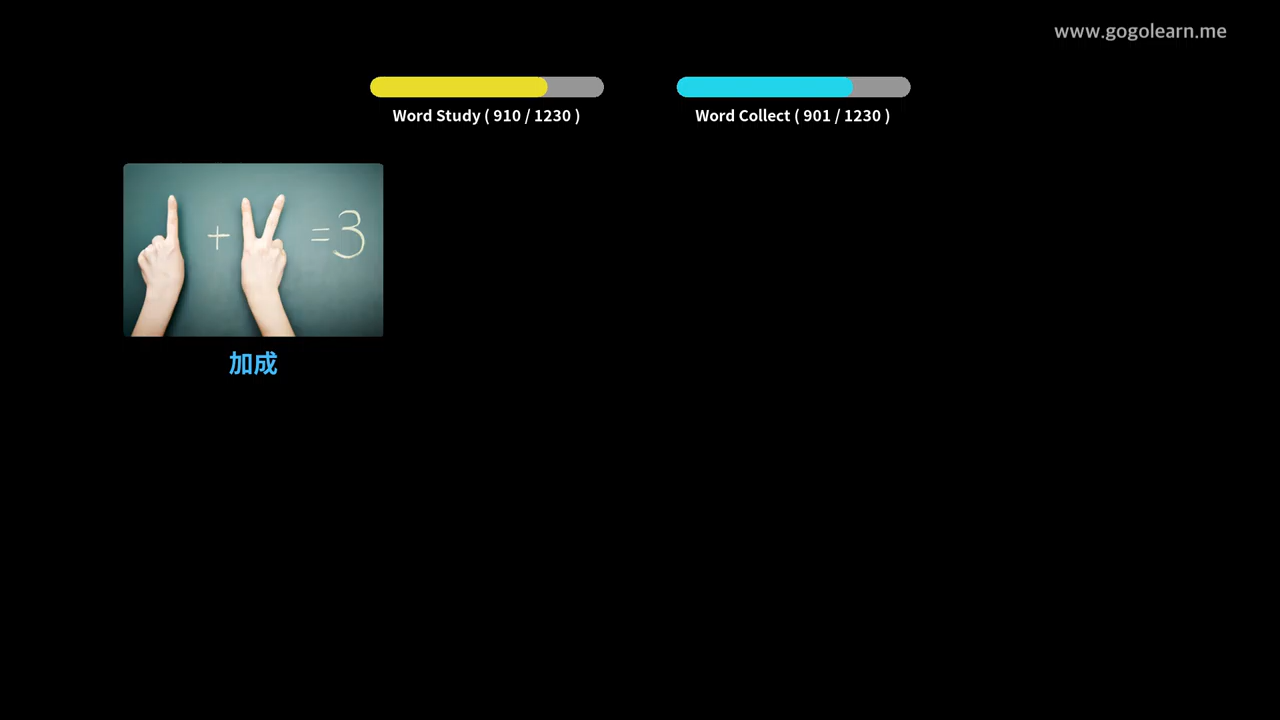 www.gogolearn.me
Word Study ( 910 / 1230 )
Word Collect ( 901 / 1230 )
+ =3
加成